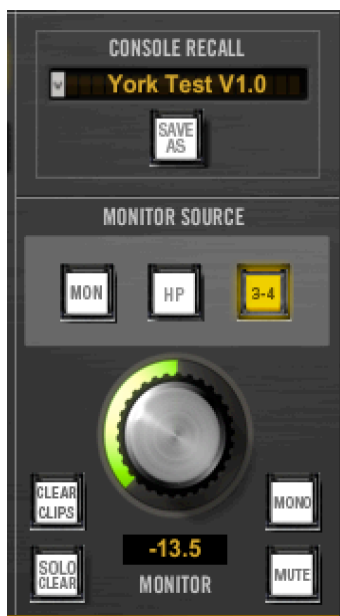 CONSOLE RECALL
York Test V1.0
SAVE
AS
MONITOR SOURCE
MON
HP
3-4
CLEAR
CLIPS
MONO
-13.5
SOLO
CLEAR
MONITOR
MUTE